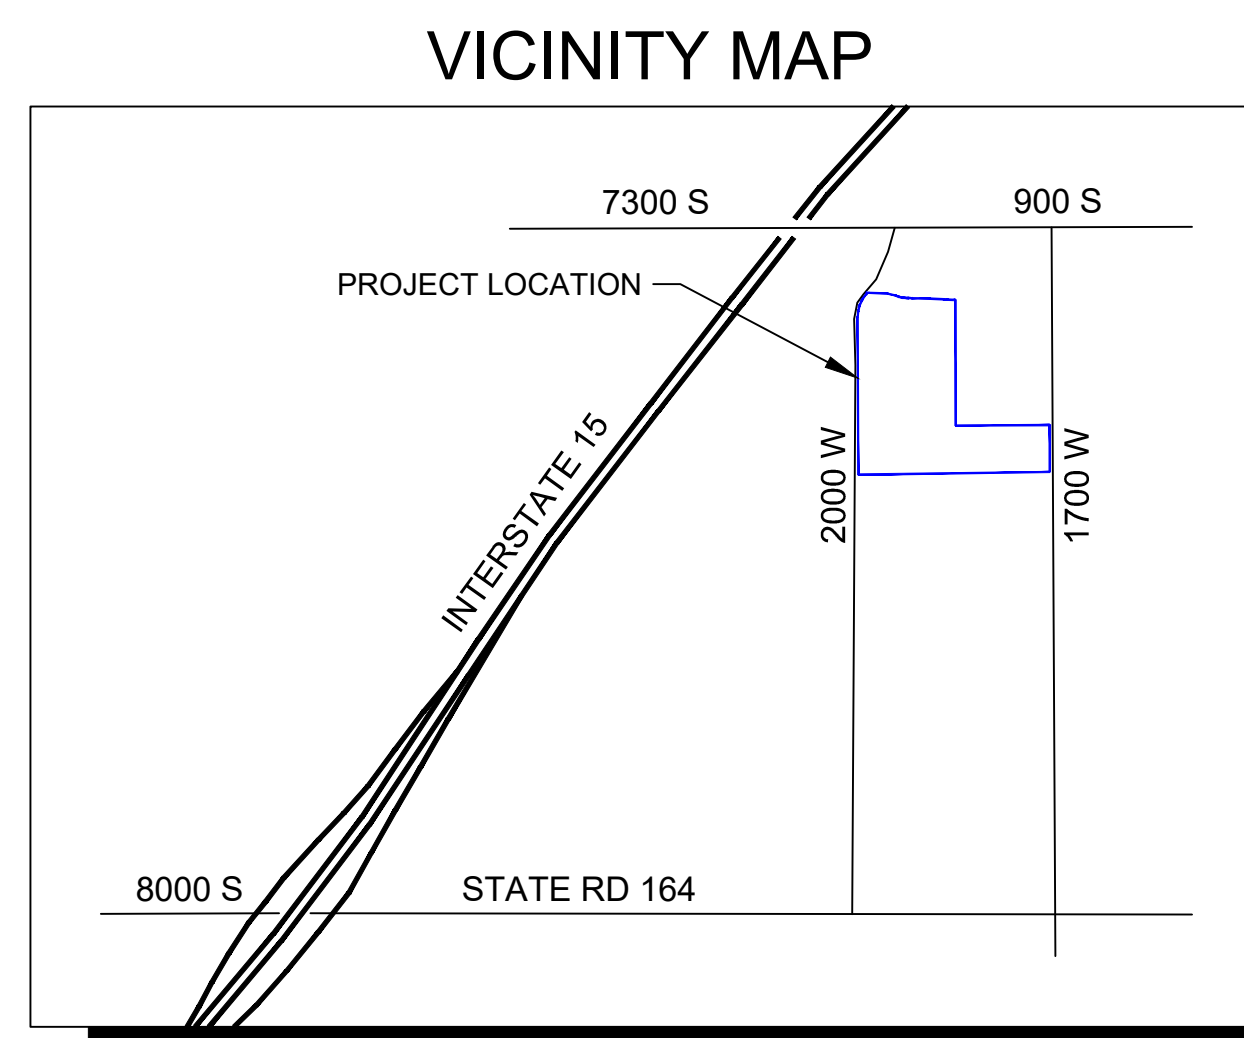 VICINITY MAP
7300 S
900 S
PROJECT LOCATION
INTERSTATE 15
2000 W
1700 W
8000 S
STATE RD 164